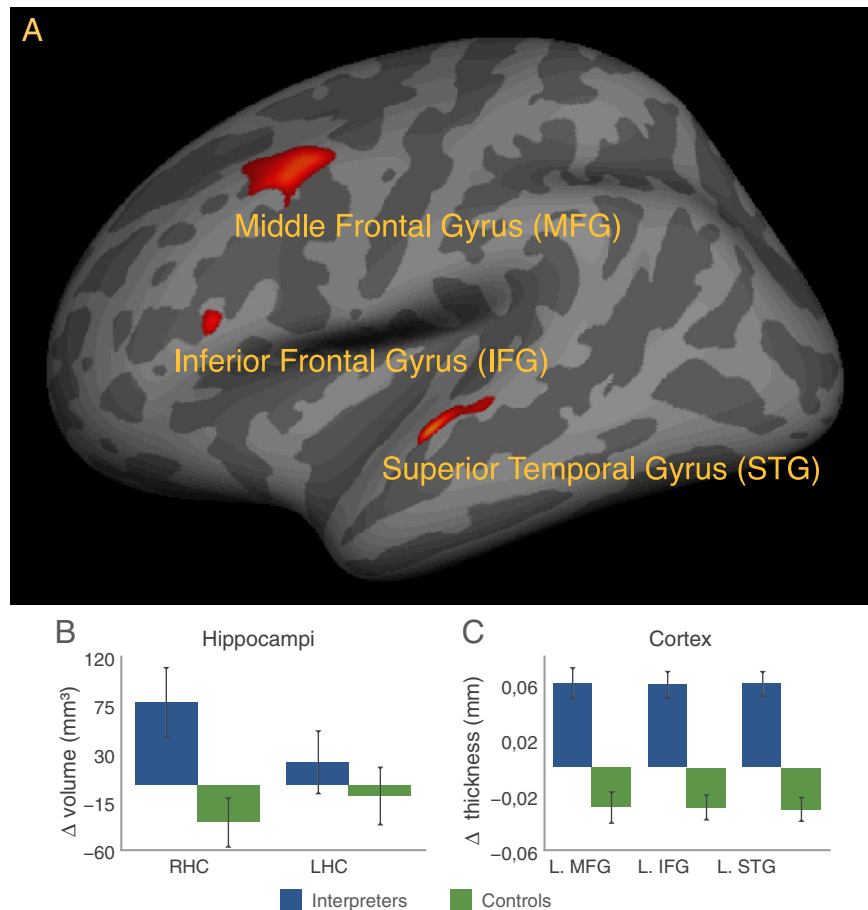 A
Middle Frontal Gyrus (MFG)
Inferior Frontal Gyrus (IFG)
Superior Temporal Gyrus (STG)
B
Hippocampi
120
75
30
−15
−60
Δ volume (mm³)
RHC
LHC
C
Cortex
0,06
0,02
−0,02
−0,06
Δ thickness (mm)
L. MFG
L. IFG
L. STG
Interpreters
Controls